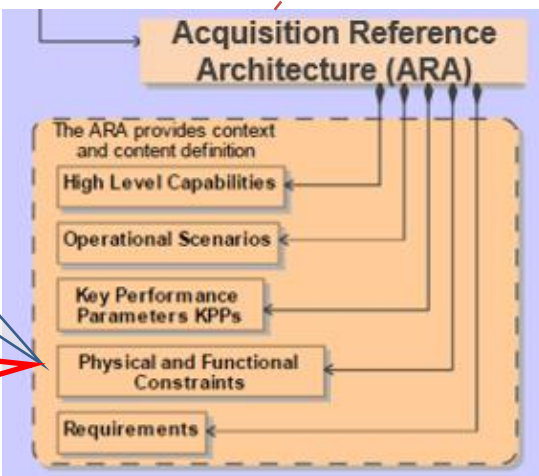 Acquisition Reference
Architecture (ARA)
The ARA provides context
and content definition
High Level Capabilities
Operational Scenarios
Key Performance
Parameters KPPs
Physical and Functional
Constraints
Requirements